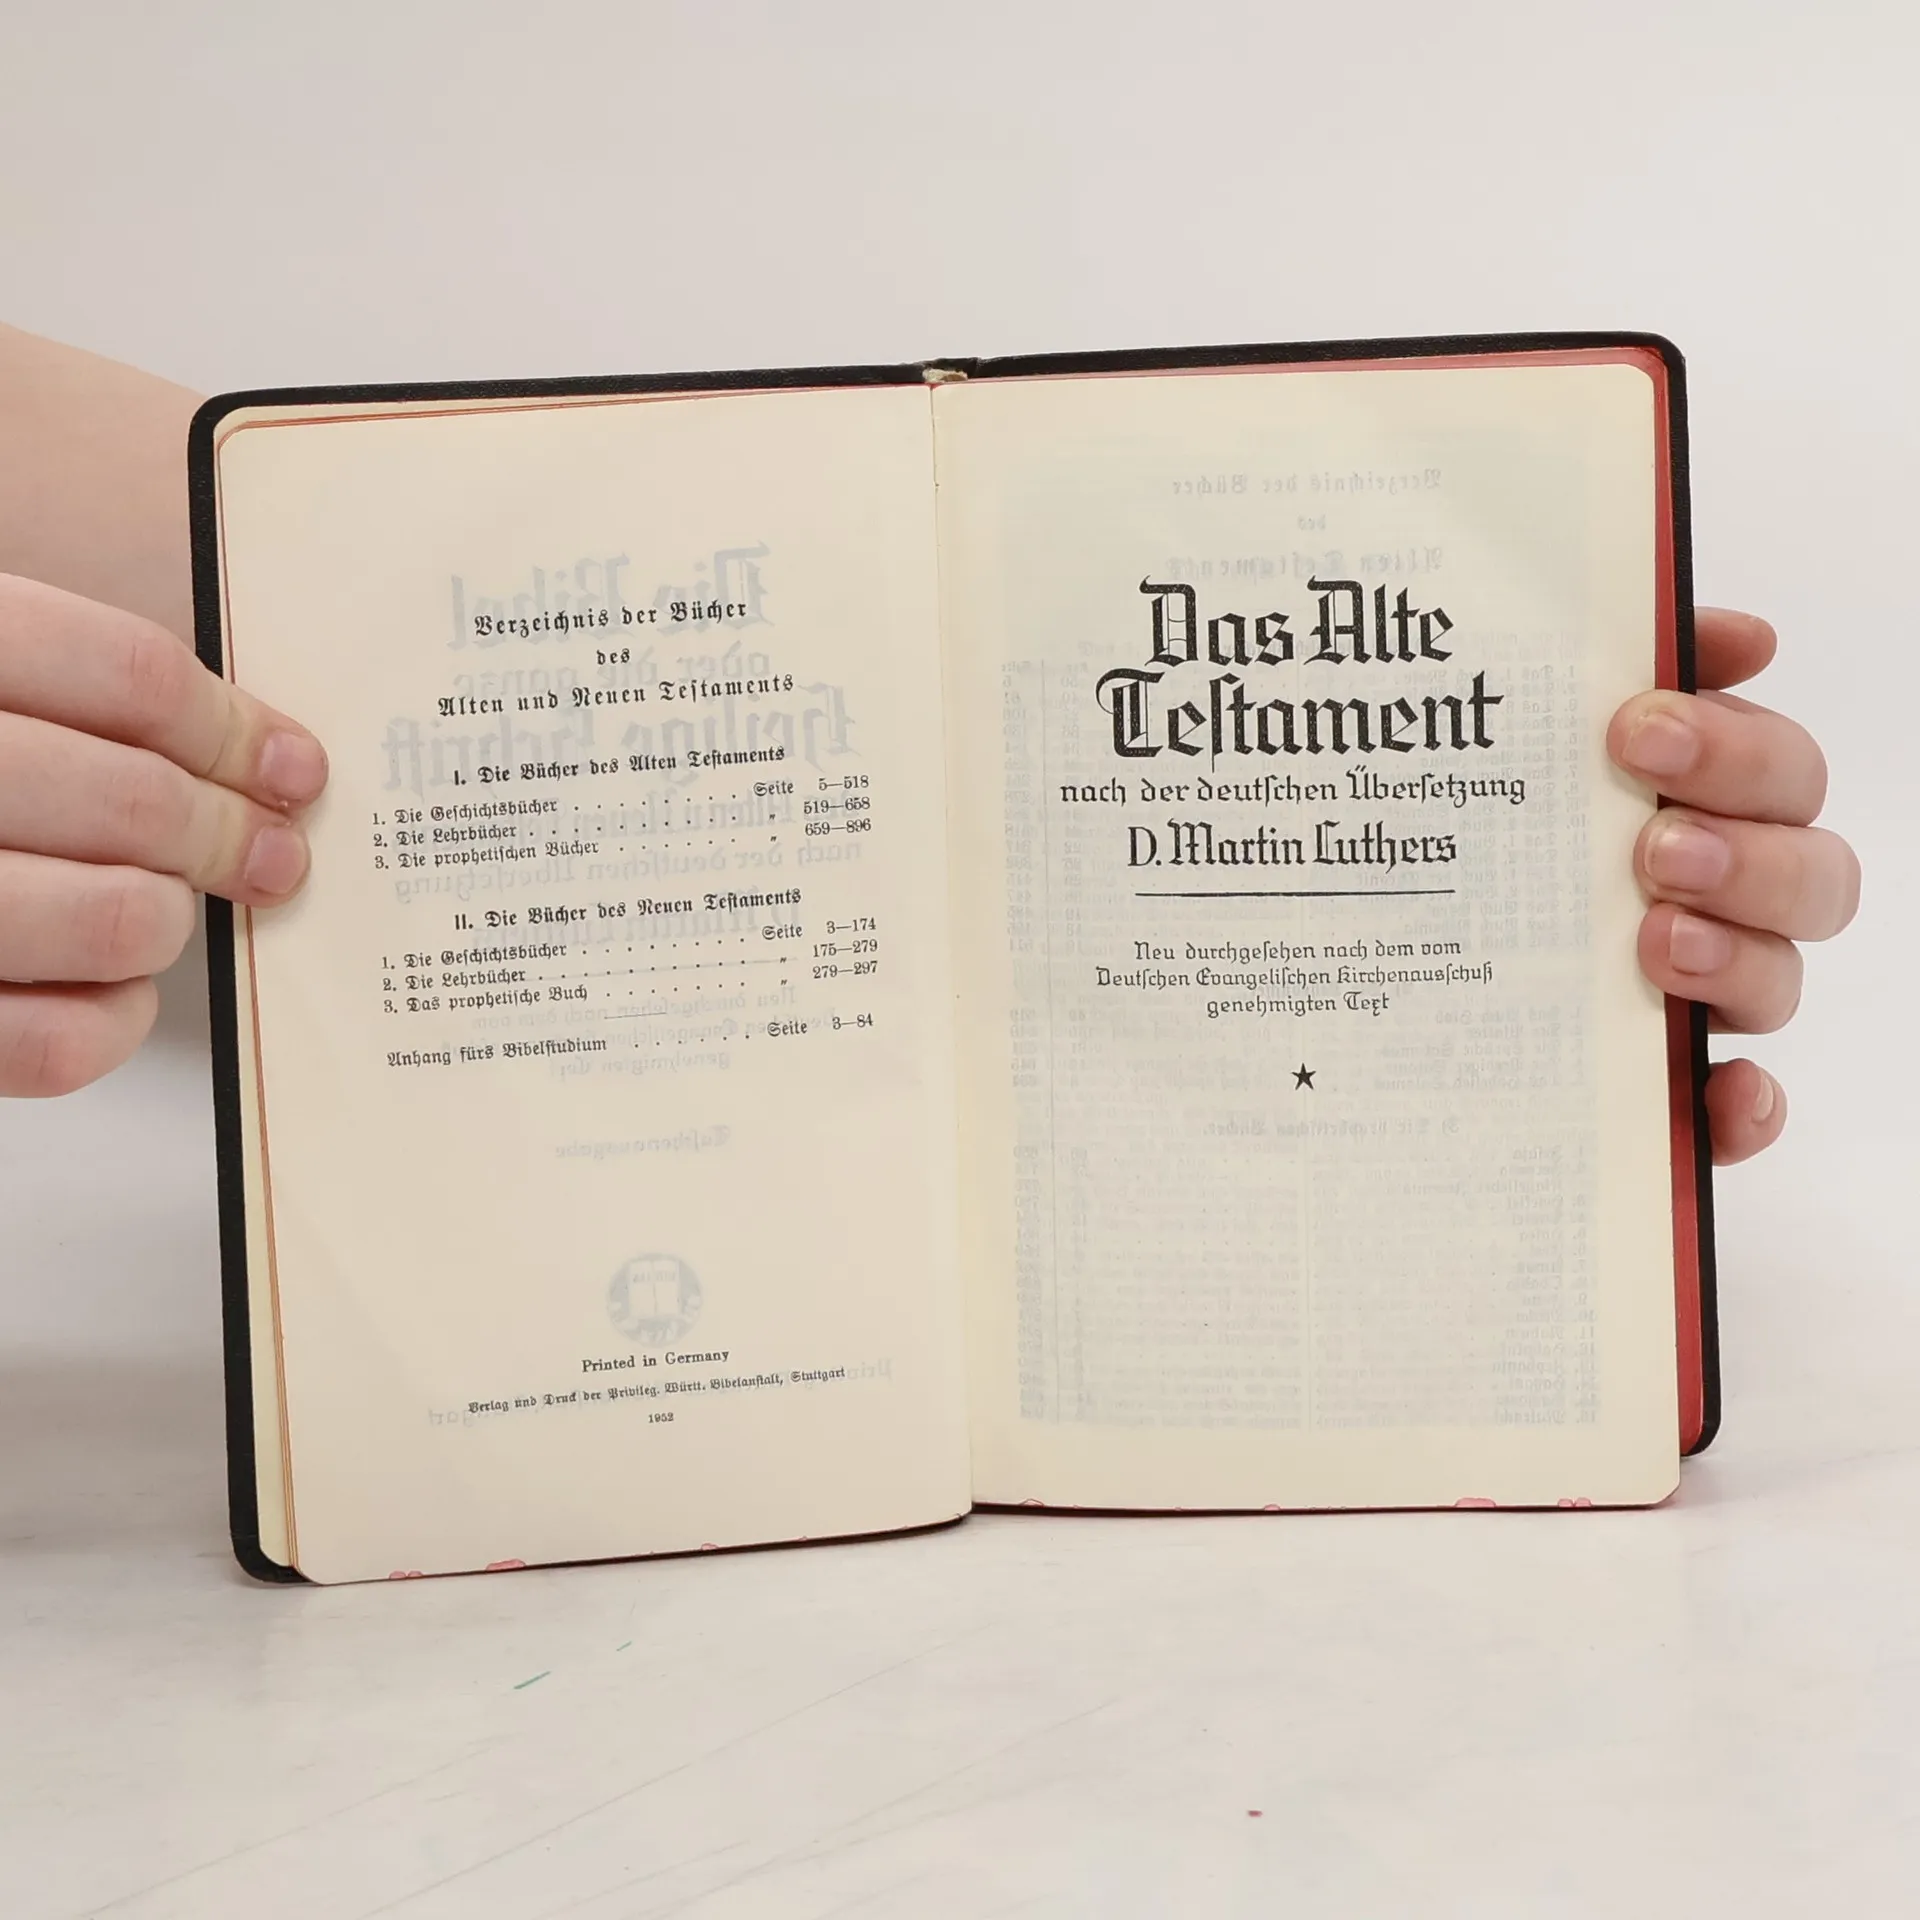 Verzeichnis der Bücher
des
Alten und Neuen Teſtaments
I. Die Bücher des Alten Teſtaments
1. Die Geſchichtsbücher . . . . . . . . Seite 5—518
2. Die Lehrbücher . . . . . . . . . . „ 519—658
3. Die prophetiſchen Bücher . . . . . . „ 659—896
II. Die Bücher des Neuen Teſtaments
1. Die Geſchichtsbücher . . . . . . . . Seite 3—174
2. Die Lehrbücher . . . . . . . . . . „ 175—279
3. Das prophetiſche Buch . . . . . . . „ 279—297
Anhang fürs Bibelſtudium . . . . . . Seite 3—84
Printed in Germany
Verlag und Druck der Privileg. Württ. Bibelanſtalt, Stuttgart
1952
Das Alte
Teſtament
nach der deutſchen Überſetzung
D. Martin Luthers
Neu durchgeſehen nach dem vom
Deutſchen Evangeliſchen Kirchenausſchuß
genehmigten Text